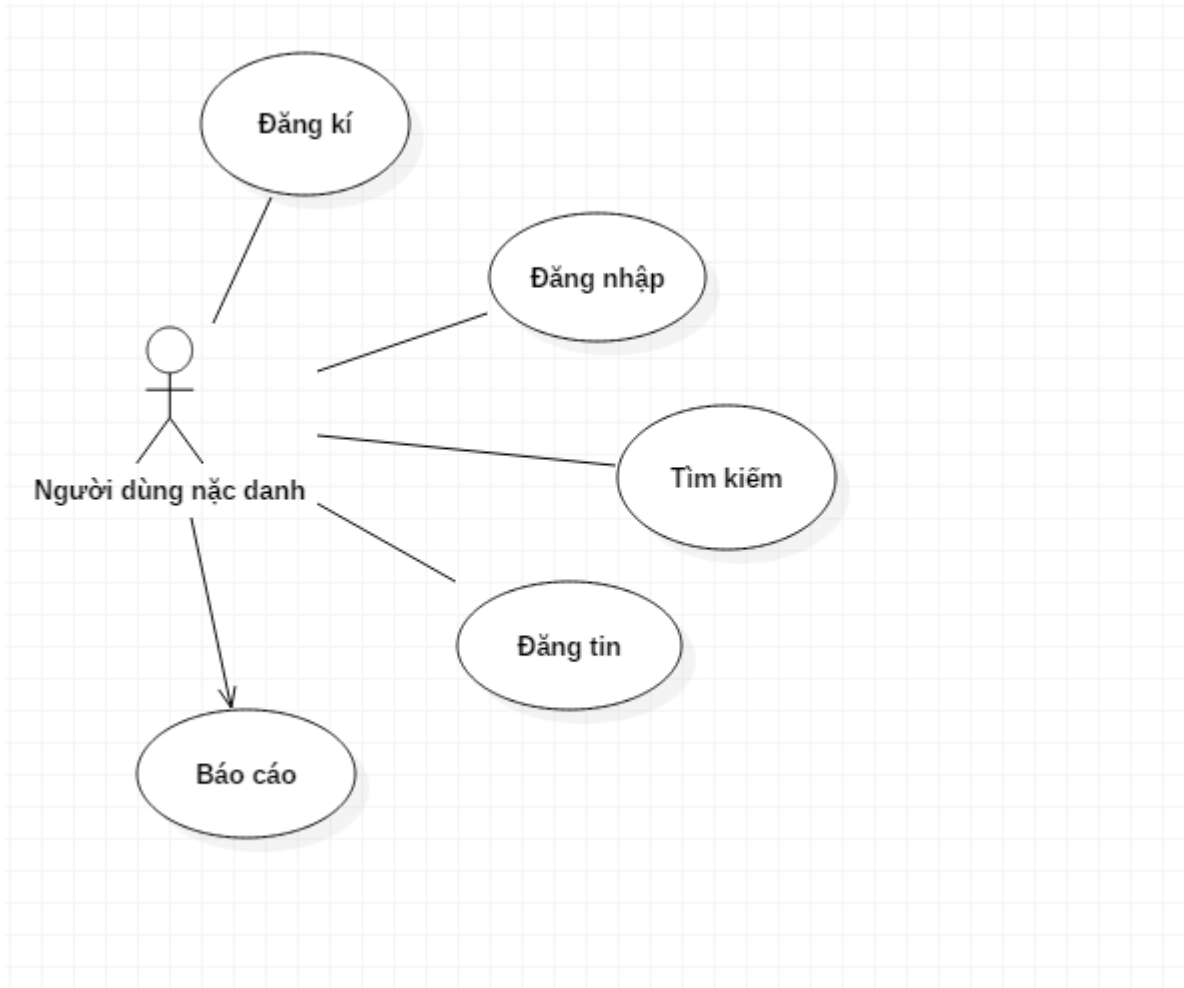 Đăng kí
Đăng nhập
Tìm kiếm
Người dùng nặc danh
Đăng tin
Báo cáo